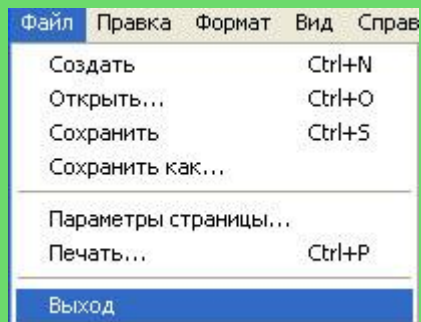 Файл Правка Формат Вид Справ
Создать Ctrl+N
Открыть... Ctrl+O
Сохранить Ctrl+S
Сохранить как...
Параметры страницы...
Печать... Ctrl+P
Выход